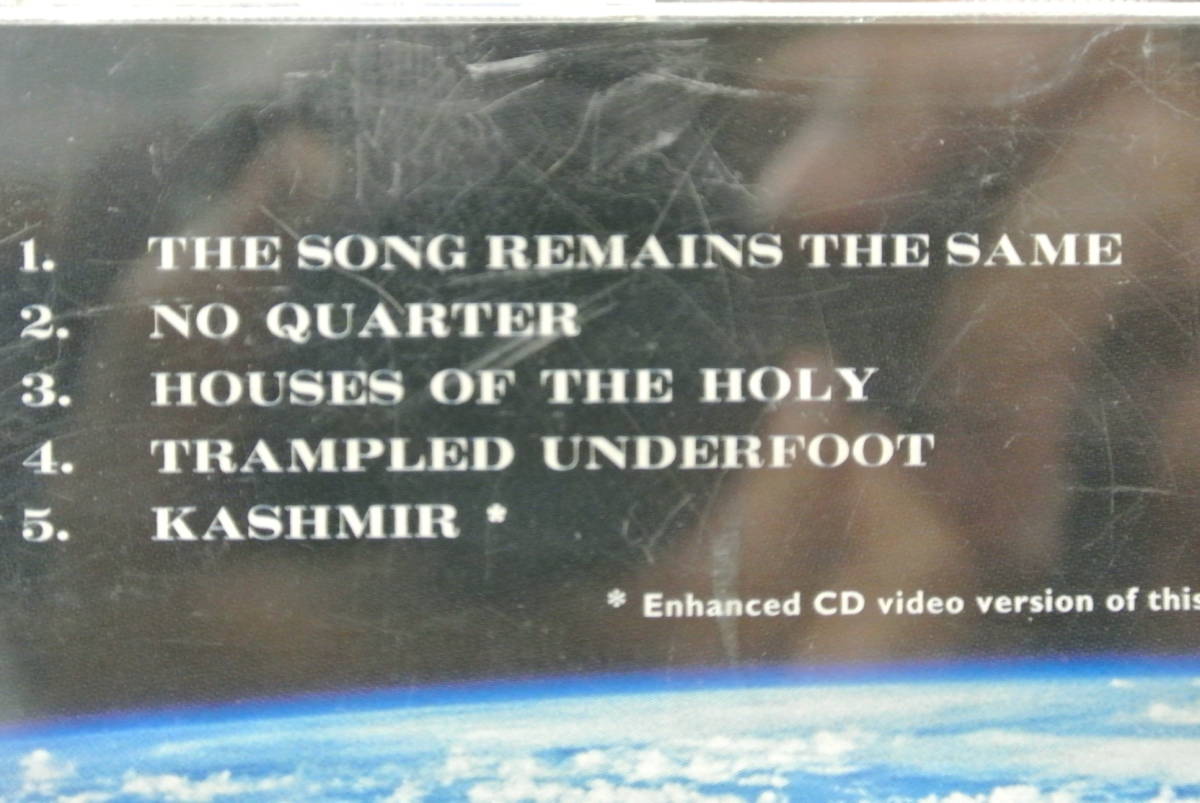 1. THE SONG REMAINS THE SAME
2. NO QUARTER
3. HOUSES OF THE HOLY
4. TRAMPLED UNDERFOOT
5. KASHMIR *
* Enhanced CD video version of this